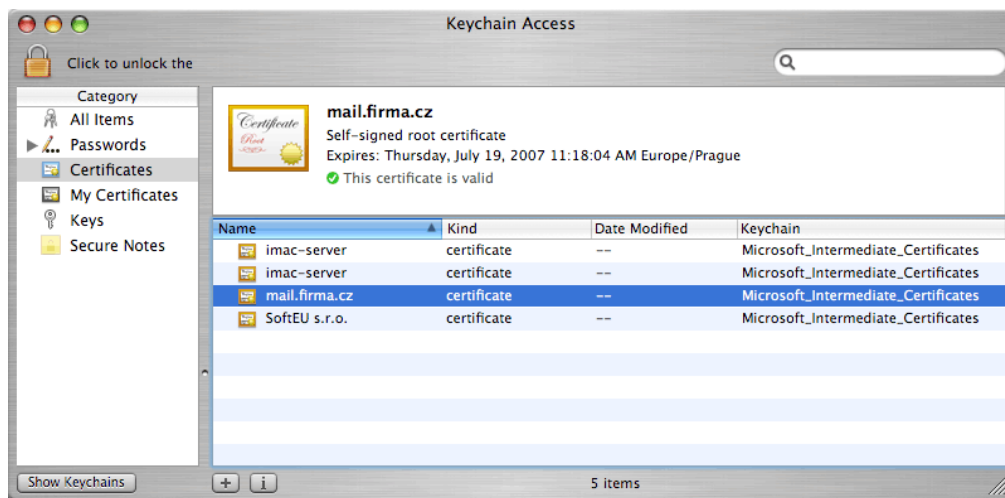 Keychain Access
Click to unlock the
Category
All Items
Passwords
Certificates
My Certificates
Keys
Secure Notes
Certificate
Root
mail.firma.cz
Self-signed root certificate
Expires: Thursday, July 19, 2007 11:18:04 AM Europe/Prague
This certificate is valid
Name Kind Date Modified Keychain
imac-server certificate -- Microsoft_Intermediate_Certificates
imac-server certificate -- Microsoft_Intermediate_Certificates
mail.firma.cz certificate -- Microsoft_Intermediate_Certificates
SoftEU s.r.o. certificate -- Microsoft_Intermediate_Certificates
Show Keychains + i 5 items